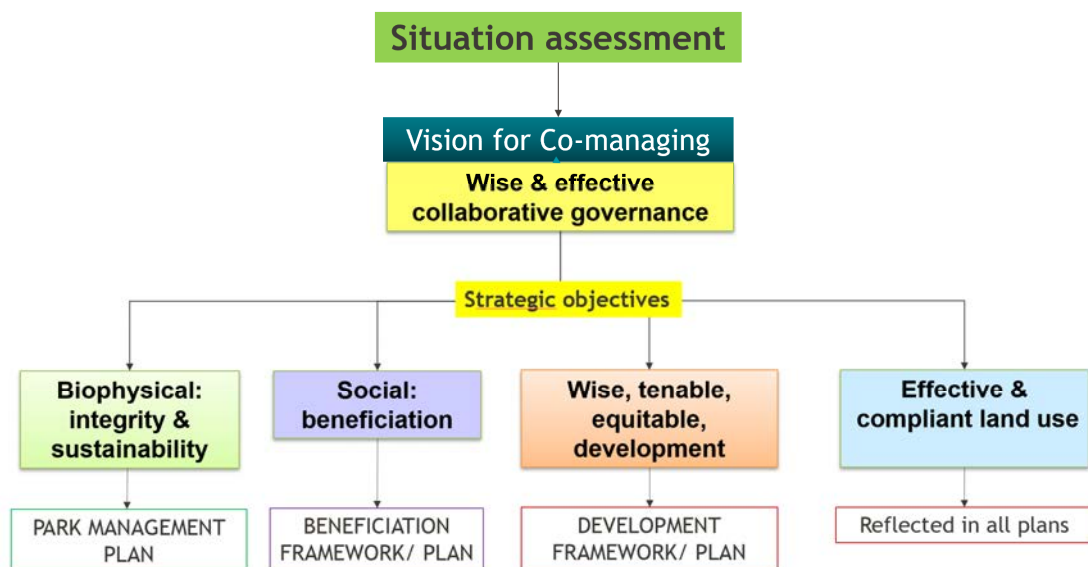 Situation assessment
Vision for Co-managing
Wise & effective
collaborative governance
Strategic objectives
Biophysical:
integrity &
sustainability
Social:
beneficiation
Wise, tenable,
equitable,
development
Effective &
compliant land use
PARK MANAGEMENT
PLAN
BENEFICIATION
FRAMEWORK/ PLAN
DEVELOPMENT
FRAMEWORK/ PLAN
Reflected in all plans